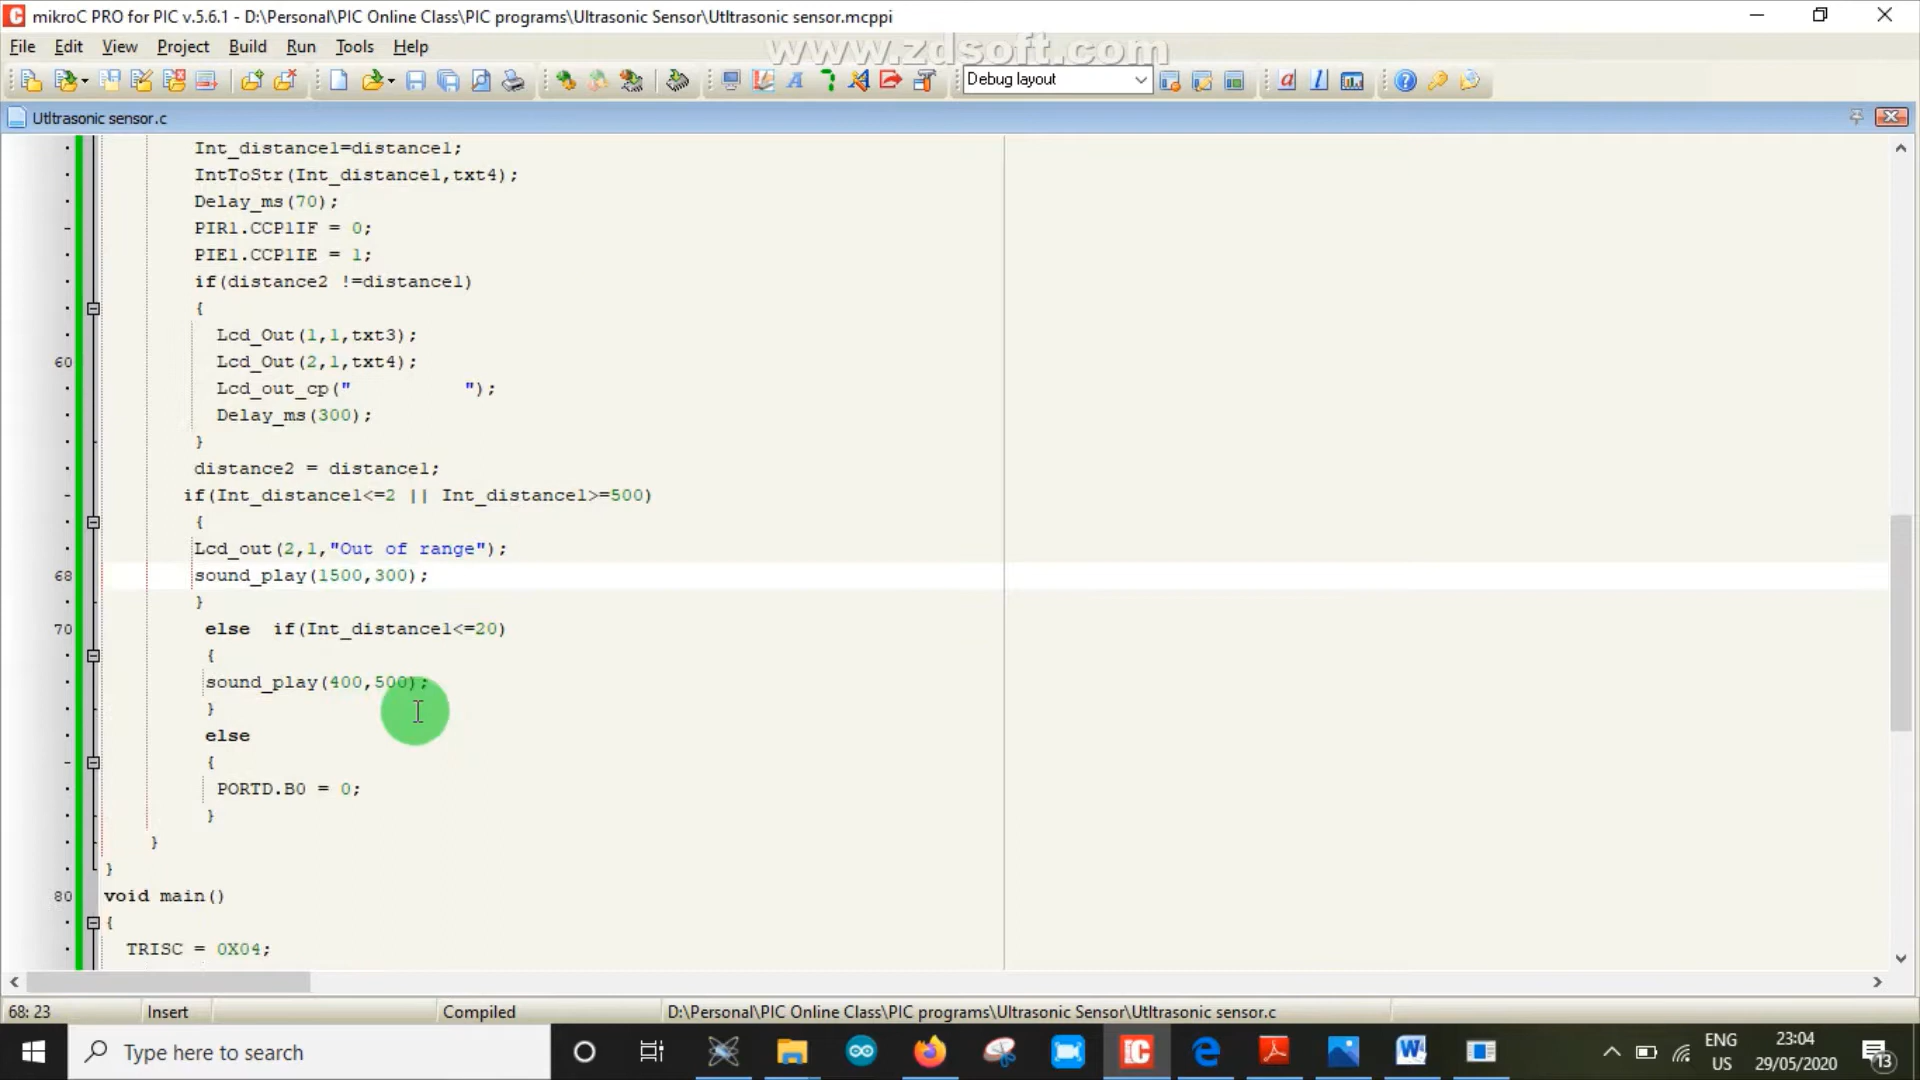 mikroC PRO for PIC v.5.6.1 - D:\Personal\PIC Online Class\PIC programs\Ultrasonic Sensor\Utltrasonic sensor.mcppi
File Edit View Project Build Run Tools Help
www.zdsoft.com
Debug layout
Utltrasonic sensor.c
Int_distance1=distance1;
IntToStr(Int_distance1,txt4);
Delay_ms(70);
PIR1.CCP1IF = 0;
PIE1.CCP1IE = 1;
if(distance2 !=distance1)
{
Lcd_Out(1,1,txt3);
60 Lcd_Out(2,1,txt4);
Lcd_out_cp("          ");
Delay_ms(300);
}
distance2 = distance1;
if(Int_distance1<=2 || Int_distance1>=500)
{
Lcd_out(2,1,"Out of range");
68 sound_play(1500,300);
}
70 else  if(Int_distance1<=20)
{
sound_play(400,500);
}
else
{
PORTD.B0 = 0;
}
}
}
80 void main()
{
TRISC = 0X04;
68: 23 Insert Compiled D:\Personal\PIC Online Class\PIC programs\Ultrasonic Sensor\Utltrasonic sensor.c
Type here to search
ENG
US
23:04
29/05/2020
13